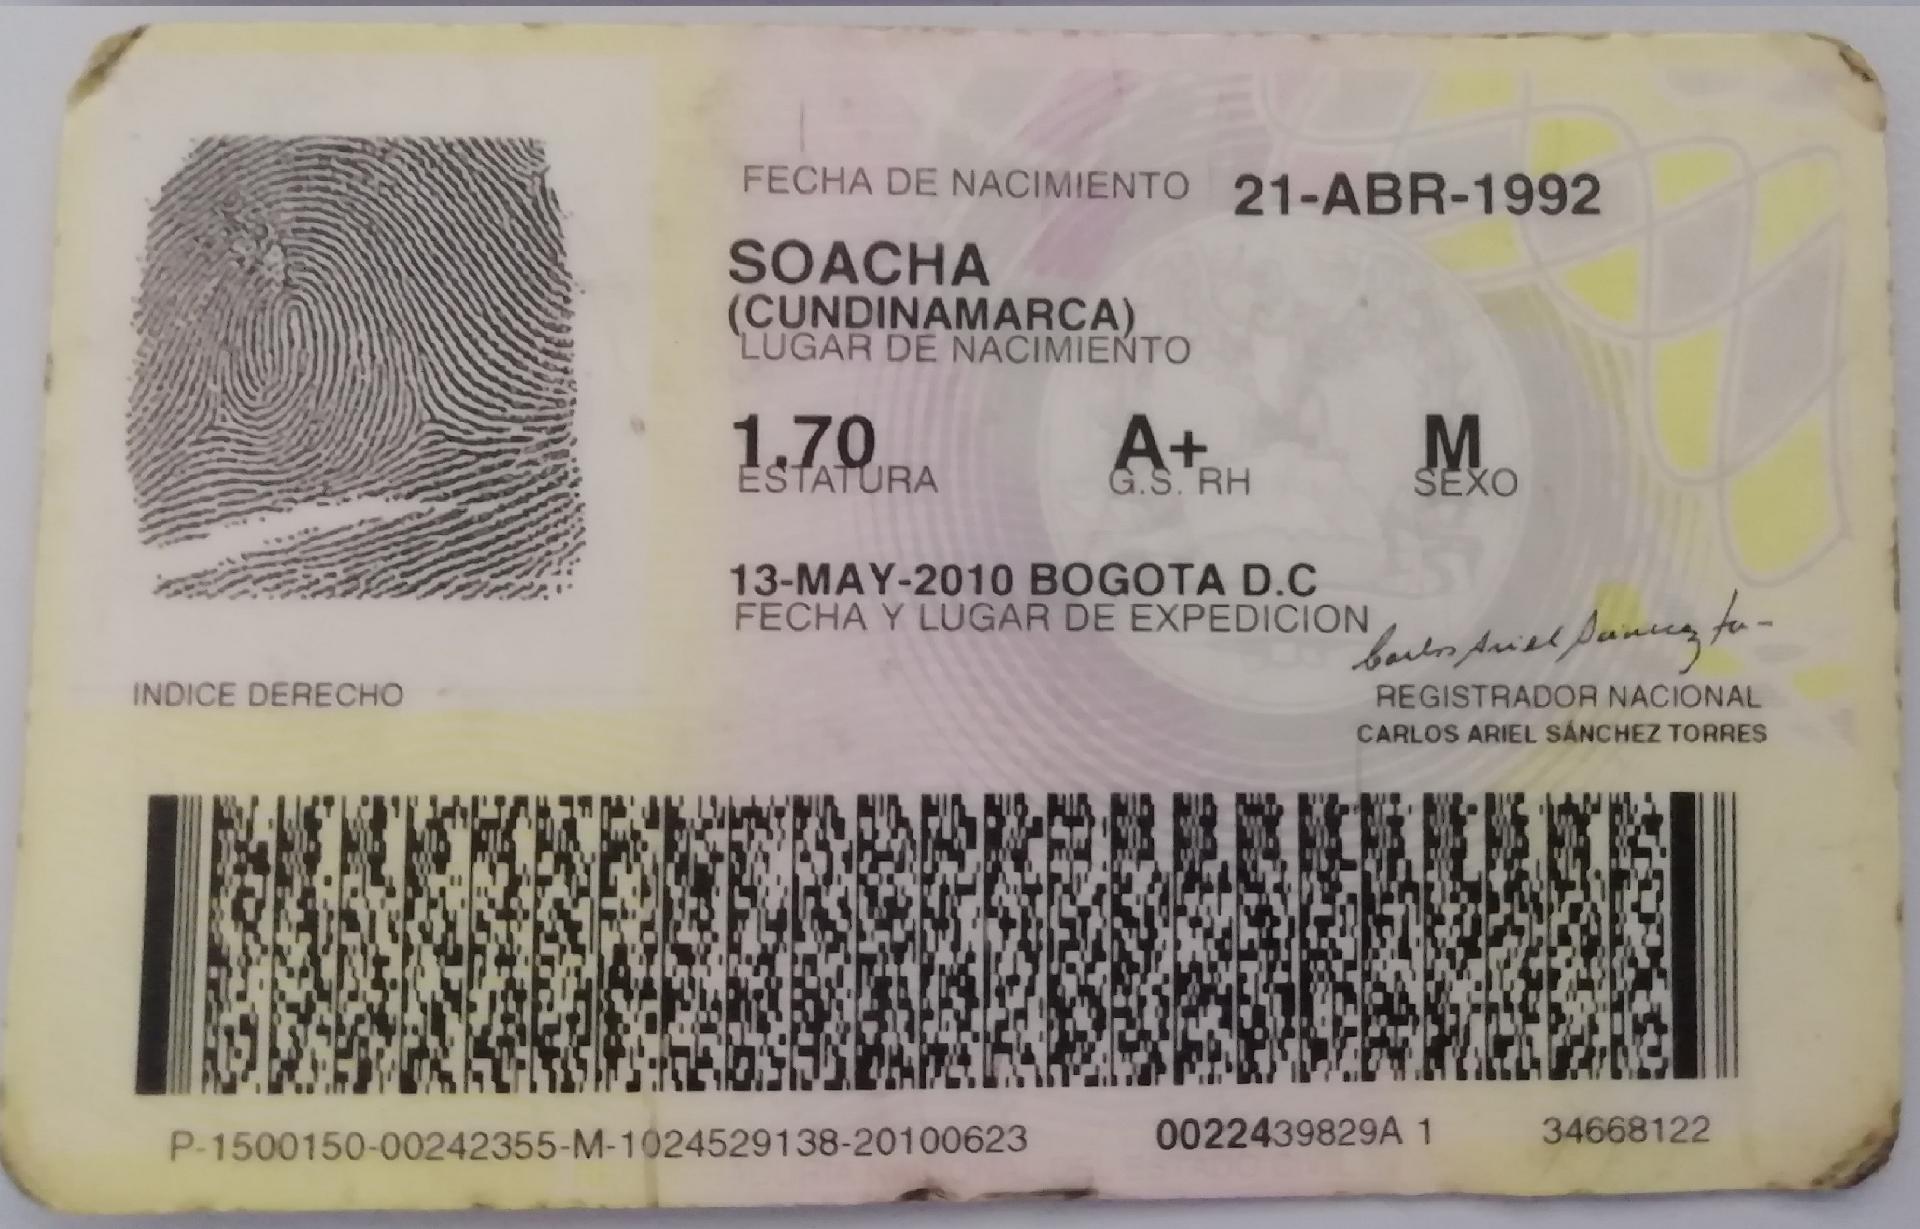 FECHA DE NACIMIENTO 21-ABR-1992
SOACHA
(CUNDINAMARCA)
LUGAR DE NACIMIENTO
1.70 A+ M
ESTATURA G.S. RH SEXO
13-MAY-2010 BOGOTA D.C
FECHA Y LUGAR DE EXPEDICION
Carlos Ariel Sánchez To-
INDICE DERECHO
REGISTRADOR NACIONAL
CARLOS ARIEL SÁNCHEZ TORRES
P-1500150-00242355-M-1024529138-20100623 0022439829A 1 34668122